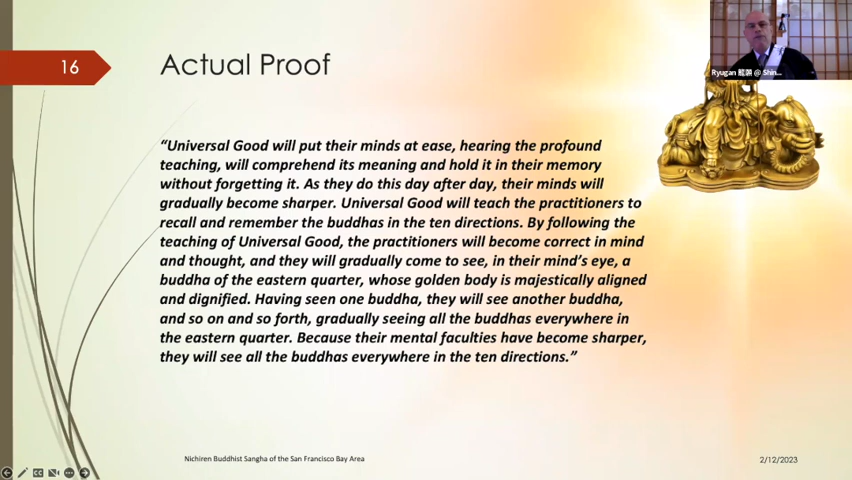 16
Actual Proof
Ryugan 龍願 @ Shin...
“Universal Good will put their minds at ease, hearing the profound
teaching, will comprehend its meaning and hold it in their memory
without forgetting it. As they do this day after day, their minds will
gradually become sharper. Universal Good will teach the practitioners to
recall and remember the buddhas in the ten directions. By following the
teaching of Universal Good, the practitioners will become correct in mind
and thought, and they will gradually come to see, in their mind’s eye, a
buddha of the eastern quarter, whose golden body is majestically aligned
and dignified. Having seen one buddha, they will see another buddha,
and so on and so forth, gradually seeing all the buddhas everywhere in
the eastern quarter. Because their mental faculties have become sharper,
they will see all the buddhas everywhere in the ten directions.”
Nichiren Buddhist Sangha of the San Francisco Bay Area
2/12/2023